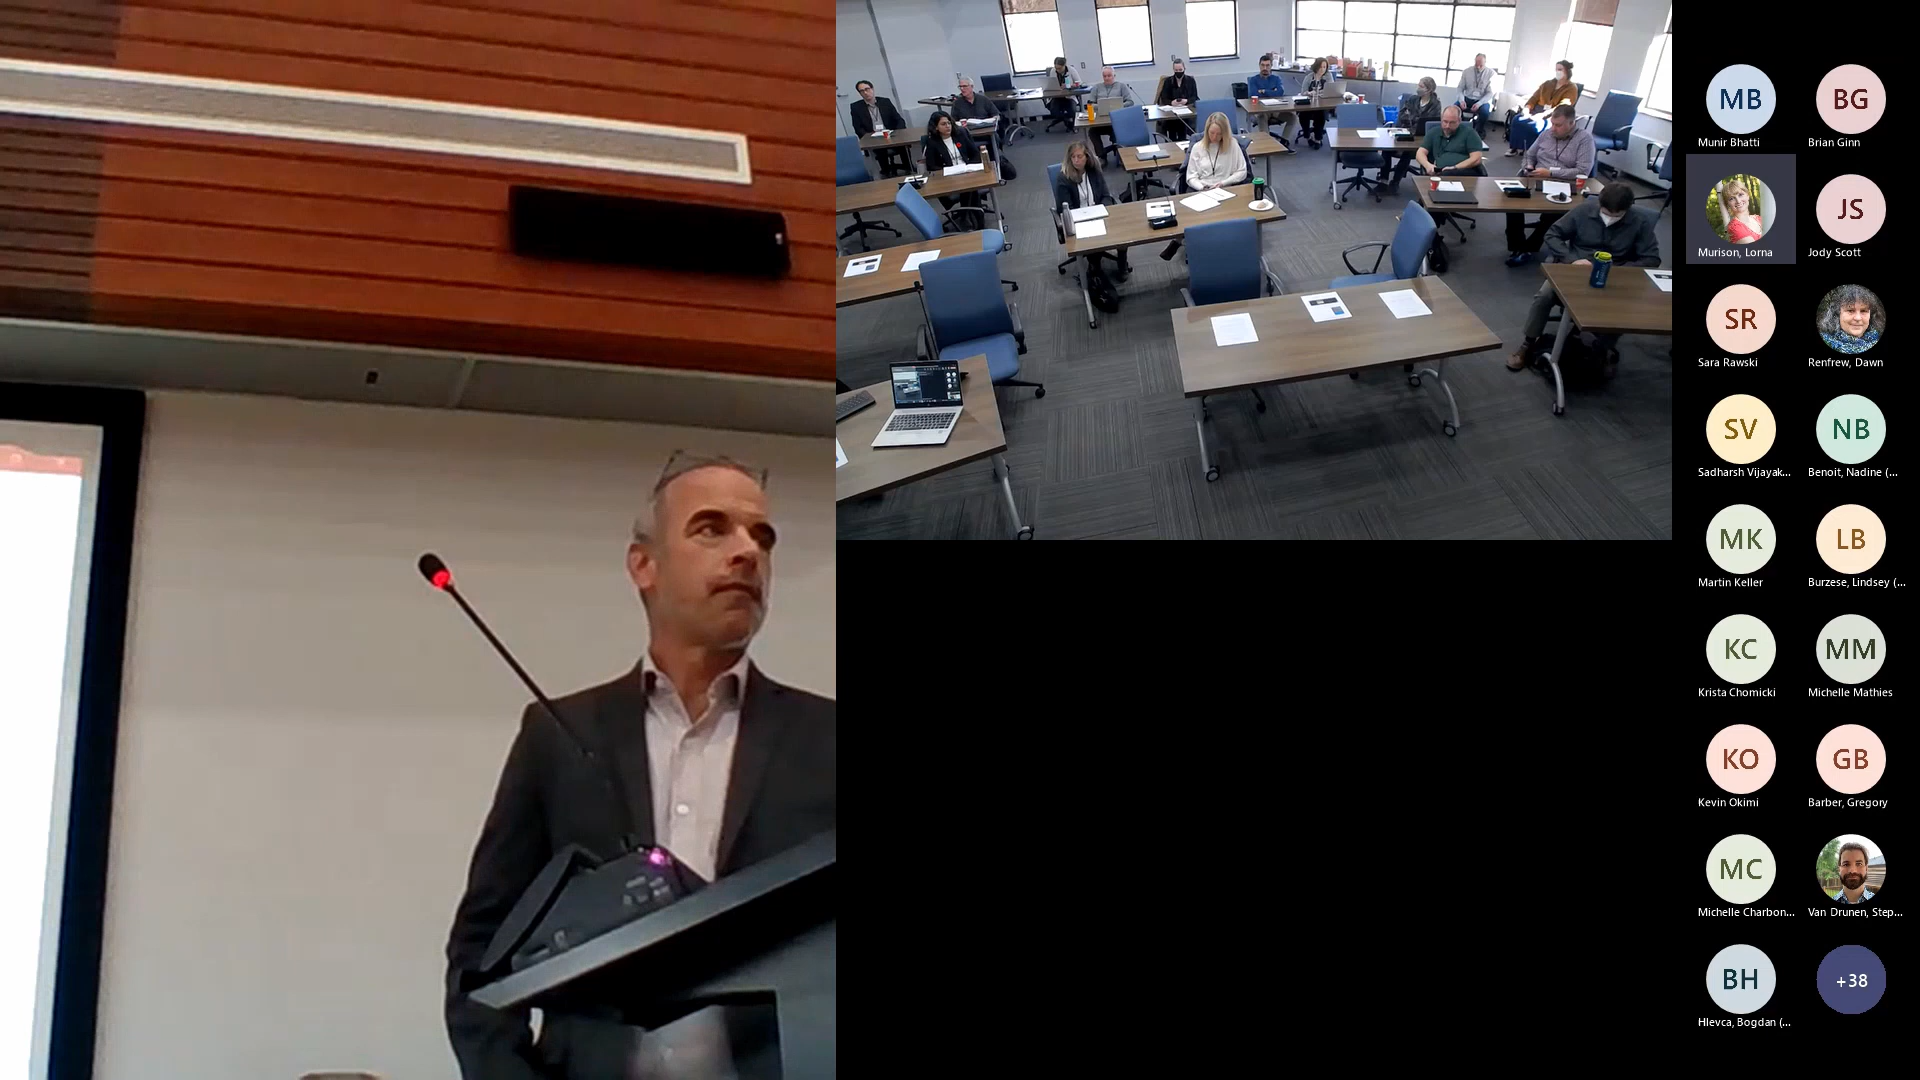 MB
BG
Munir Bhatti
Brian Ginn
JS
Murison, Lorna
Jody Scott
SR
Sara Rawski
Renfrew, Dawn
SV
NB
Sadharsh Vijayak...
Benoit, Nadine (...
MK
LB
Martin Keller
Burzese, Lindsey (...
KC
MM
Krista Chomicki
Michelle Mathies
KO
GB
Kevin Okimi
Barber, Gregory
MC
Michelle Charbon...
Van Drunen, Step...
BH
+38
Hlevca, Bogdan (...